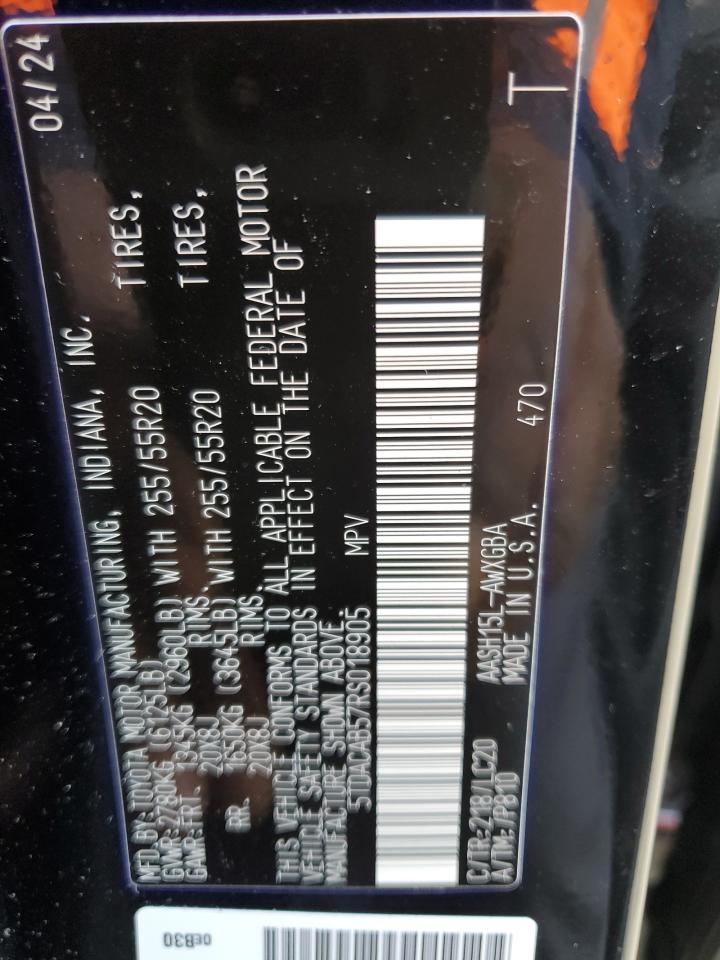 MFD.BY:TOYOTA MOTOR MANUFACTURING, INDIANA, INC. 04/24
GVWR:2780KG (6125LB)
GAWR:FRT. 1345KG (2960LB) WITH 255/55R20 TIRES,
20X8J RIMS.
RR. 1650KG (3645LB) WITH 255/55R20 TIRES,
20X8J RIMS.
THIS VEHICLE CONFORMS TO ALL APPLICABLE FEDERAL MOTOR
VEHICLE SAFETY STANDARDS IN EFFECT ON THE DATE OF
MANUFACTURE SHOWN ABOVE.
5TDACAB57RS018905 MPV
C/TR:218/LC20 AASH15L-AWXGBA
A/TM:/P810 MADE IN U.S.A. 470 T
0EB30